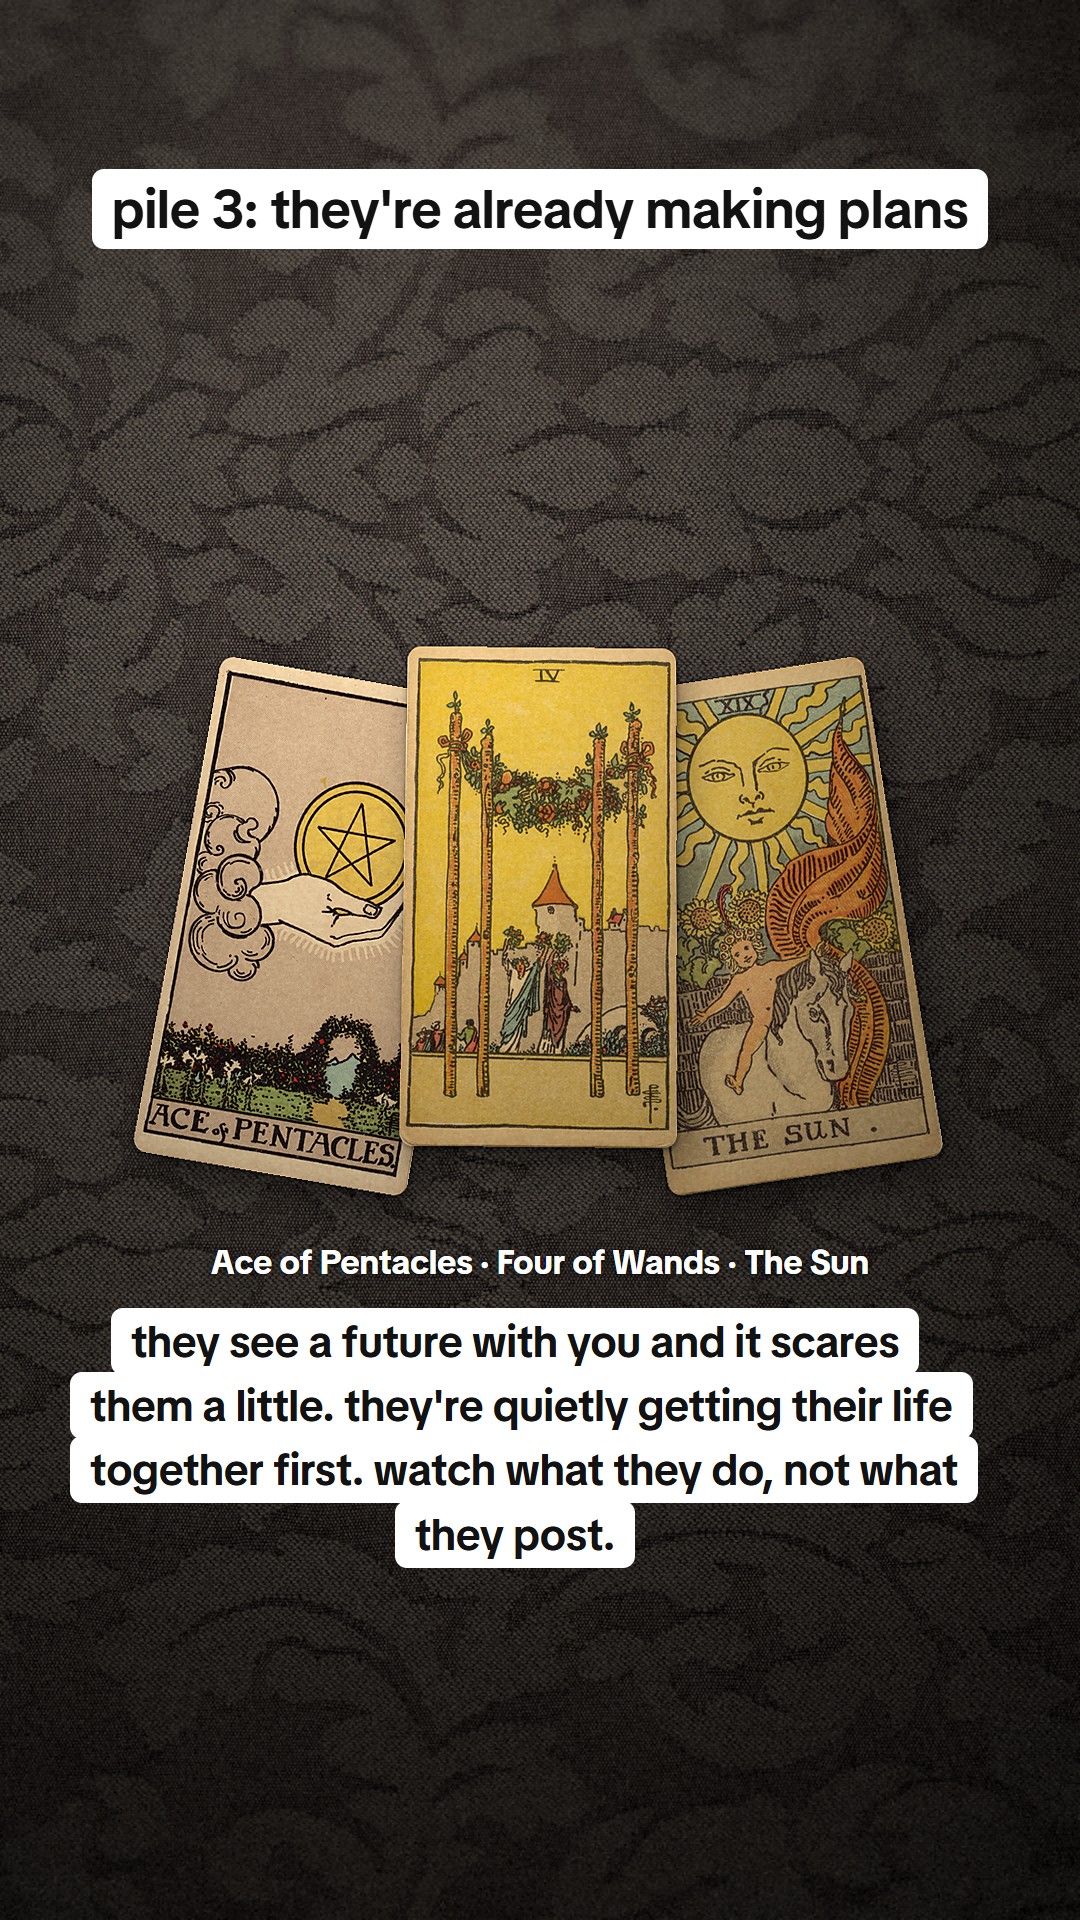 pile 3: they're already making plans
IV
XIX
ACE of PENTACLES.
THE SUN .
Ace of Pentacles · Four of Wands · The Sun
they see a future with you and it scares
them a little. they're quietly getting their life
together first. watch what they do, not what
they post.